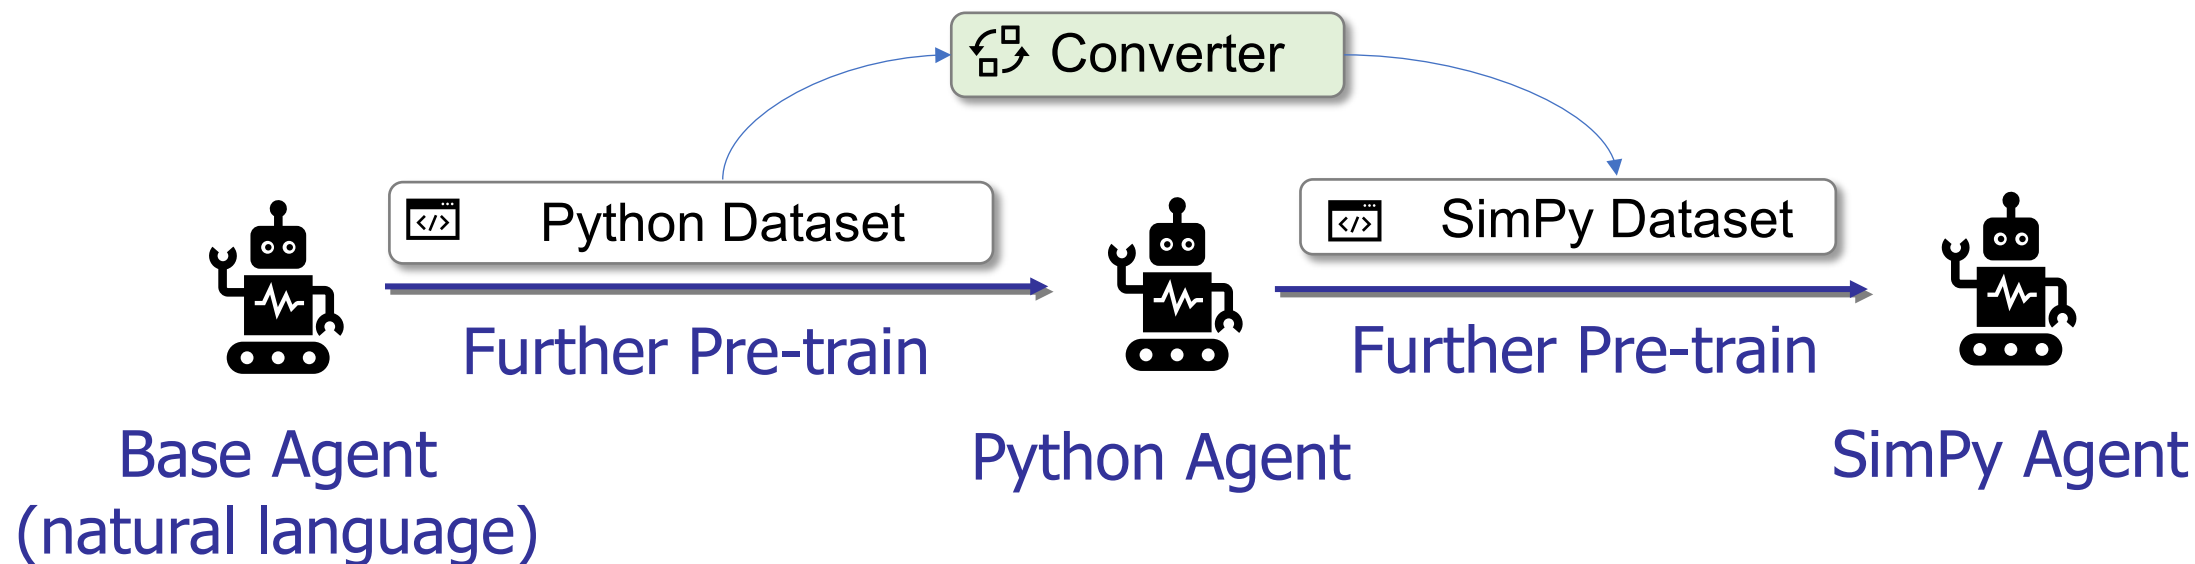 Converter
Python Dataset
SimPy Dataset
Further Pre-train
Further Pre-train
Base Agent
(natural language)
Python Agent
SimPy Agent